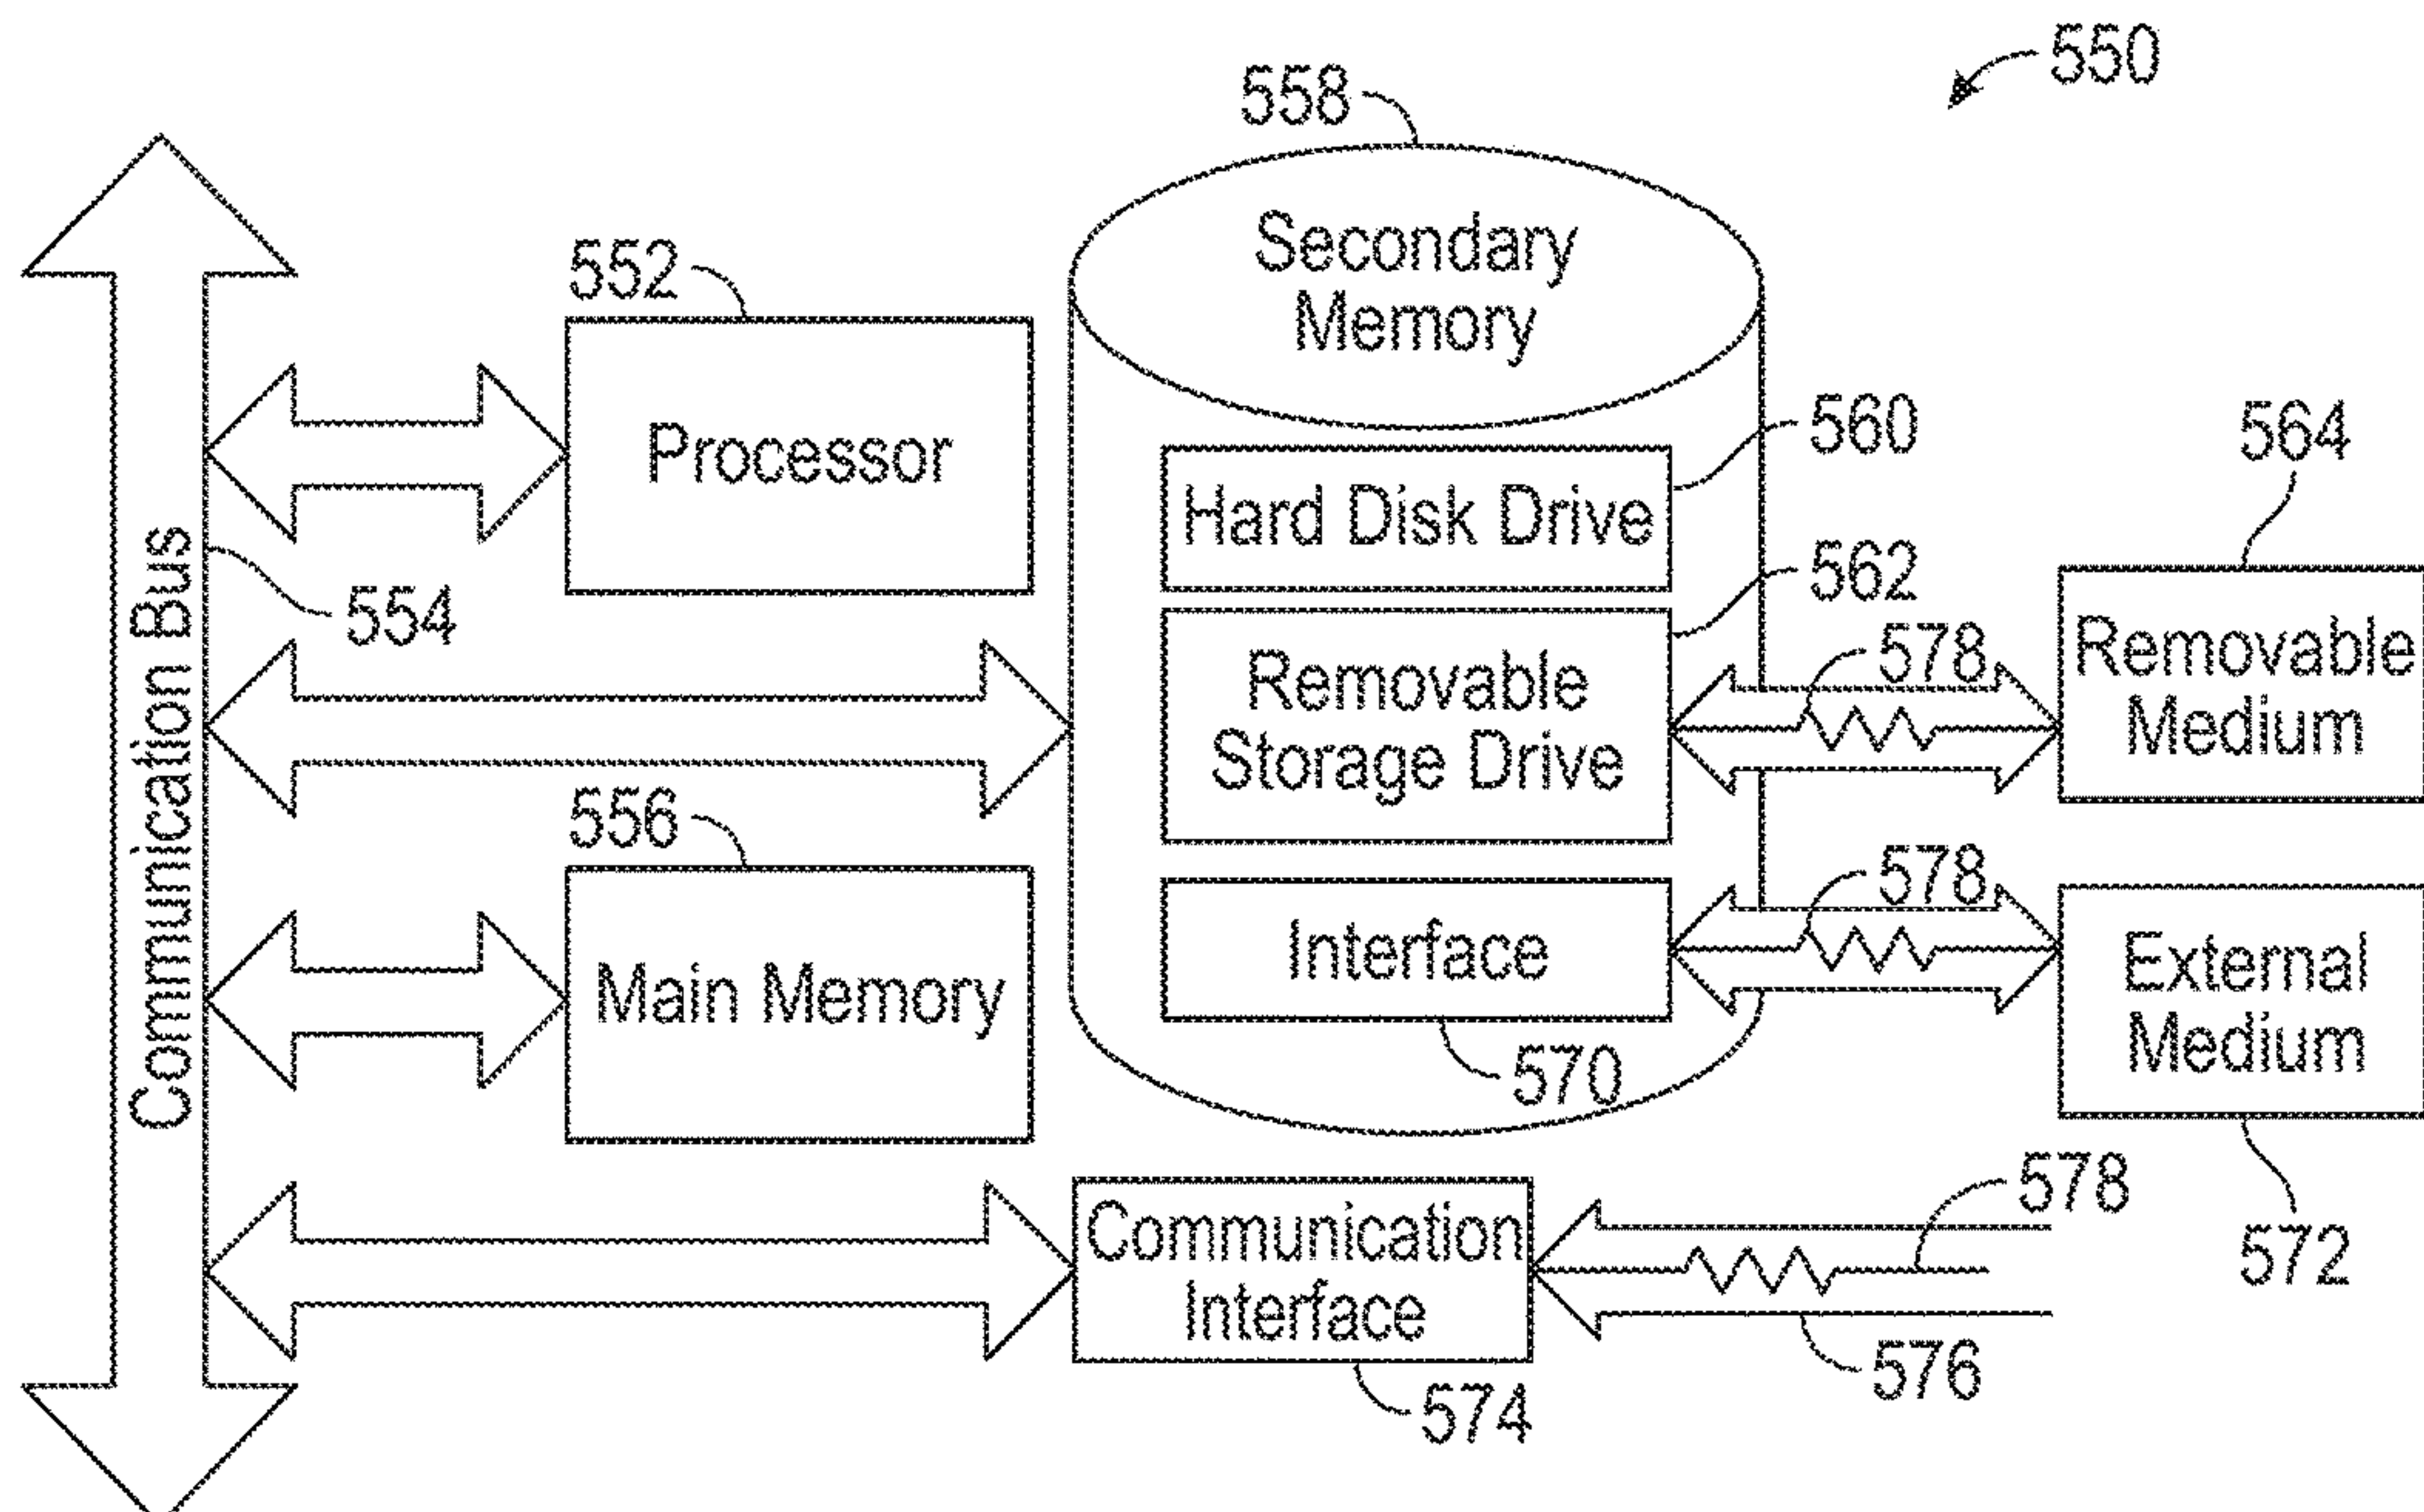 550
558
Secondary
Memory
552
Processor
560
Hard Disk Drive
564
554
562
Removable
Storage Drive
578
Removable
Medium
Communication Bus
556
Main Memory
578
Interface
570
External
Medium
572
578
Communication
Interface
576
574